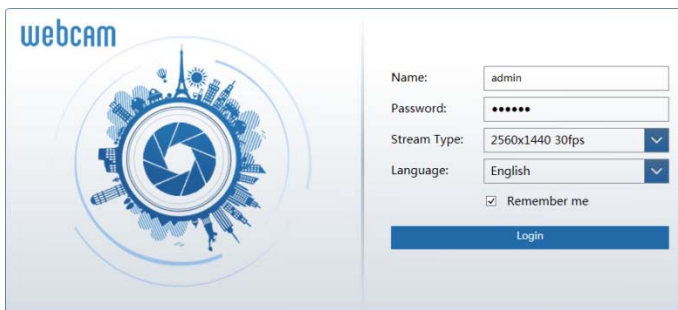 webcam
Name: admin
Password: ●●●●●●
Stream Type: 2560x1440 30fps
Language: English
Remember me
Login